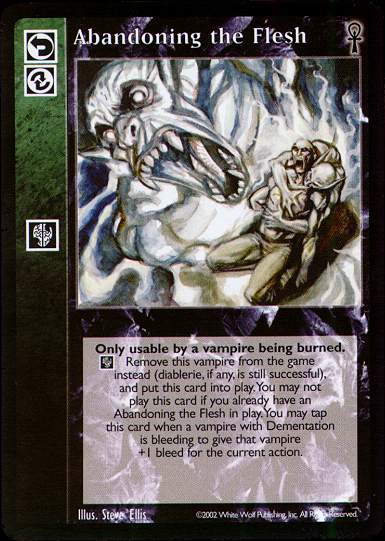 Abandoning the Flesh
Only usable by a vampire being burned.
Remove this vampire from the game
instead (diablerie, if any, is still successful),
and put this card into play. You may not
play this card if you already have an
Abandoning the Flesh in play. You may tap
this card when a vampire with Dementation
is bleeding to give that vampire
+1 bleed for the current action.
Illus. Steve Ellis
©2002 White Wolf Publishing, Inc. All Rights Reserved.